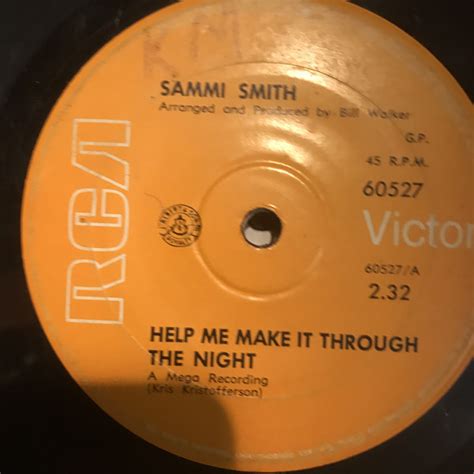 SAMMI SMITH
Arranged and Produced by Bill Walker
G.P.
45 R.P.M.
60527
RCA
Victor
60527/A
2.32
HELP ME MAKE IT THROUGH
THE NIGHT
A Mega Recording
(Kris Kristofferson)